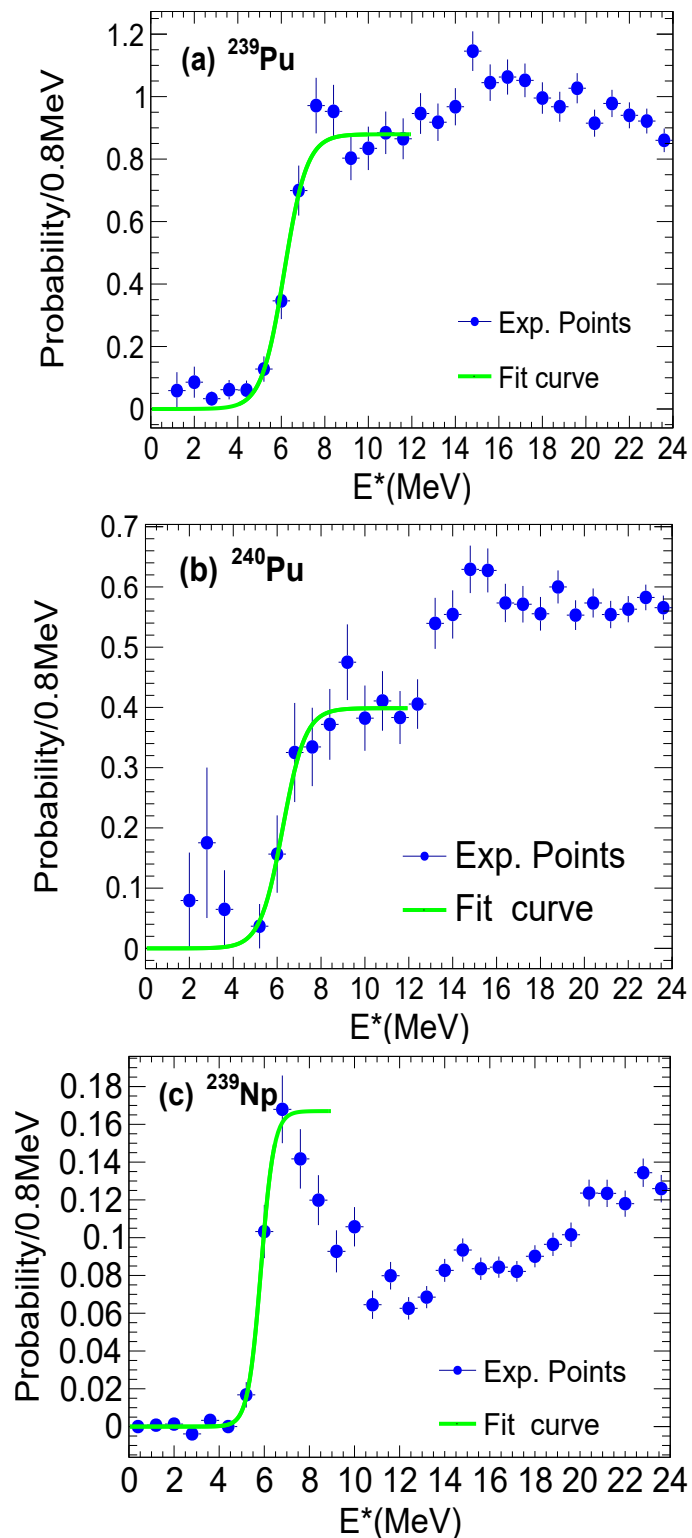 (a) ²³⁹Pu
Probability/0.8MeV
1.2
1
0.8
0.6
0.4
0.2
0
Exp. Points
Fit curve
0 2 4 6 8 10 12 14 16 18 20 22 24
E*(MeV)
(b) ²⁴⁰Pu
Probability/0.8MeV
0.7
0.6
0.5
0.4
0.3
0.2
0.1
0
Exp. Points
Fit curve
0 2 4 6 8 10 12 14 16 18 20 22 24
E*(MeV)
(c) ²³⁹Np
Probability/0.8MeV
0.18
0.16
0.14
0.12
0.1
0.08
0.06
0.04
0.02
0
Exp. Points
Fit curve
0 2 4 6 8 10 12 14 16 18 20 22 24
E*(MeV)